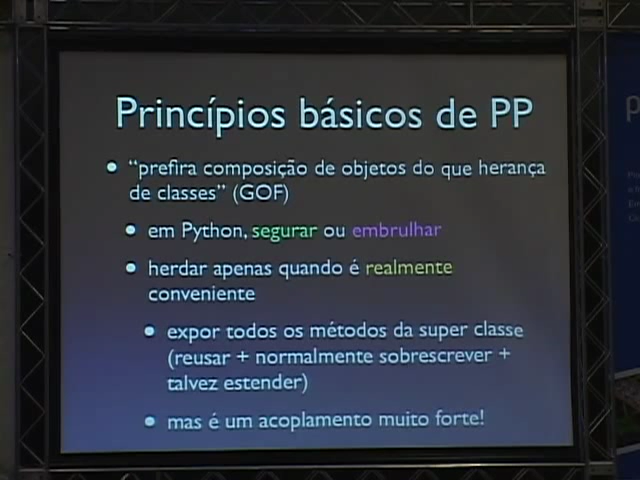 Princípios básicos de PP
• “prefira composição de objetos do que herança
de classes” (GOF)
• em Python, segurar ou embrulhar
• herdar apenas quando é realmente
conveniente
• expor todos os métodos da super classe
(reusar + normalmente sobrescrever +
talvez estender)
• mas é um acoplamento muito forte!